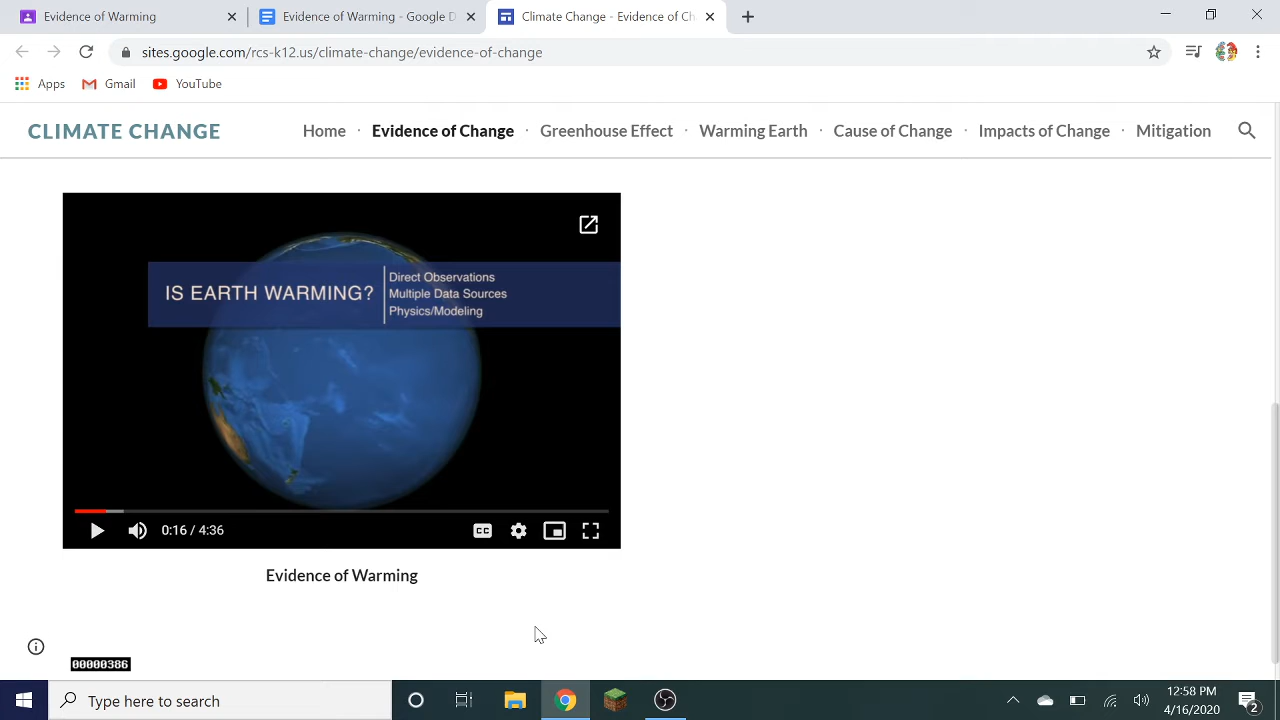 Evidence of Warming
Evidence of Warming - Google D
Climate Change - Evidence of Ch
sites.google.com/rcs-k12.us/climate-change/evidence-of-change
Apps
Gmail
YouTube
CLIMATE CHANGE
Home · Evidence of Change · Greenhouse Effect · Warming Earth · Cause of Change · Impacts of Change · Mitigation
IS EARTH WARMING?
Direct Observations
Multiple Data Sources
Physics/Modeling
0:16 / 4:36
CC
Evidence of Warming
00000386
Type here to search
12:58 PM
4/16/2020
2